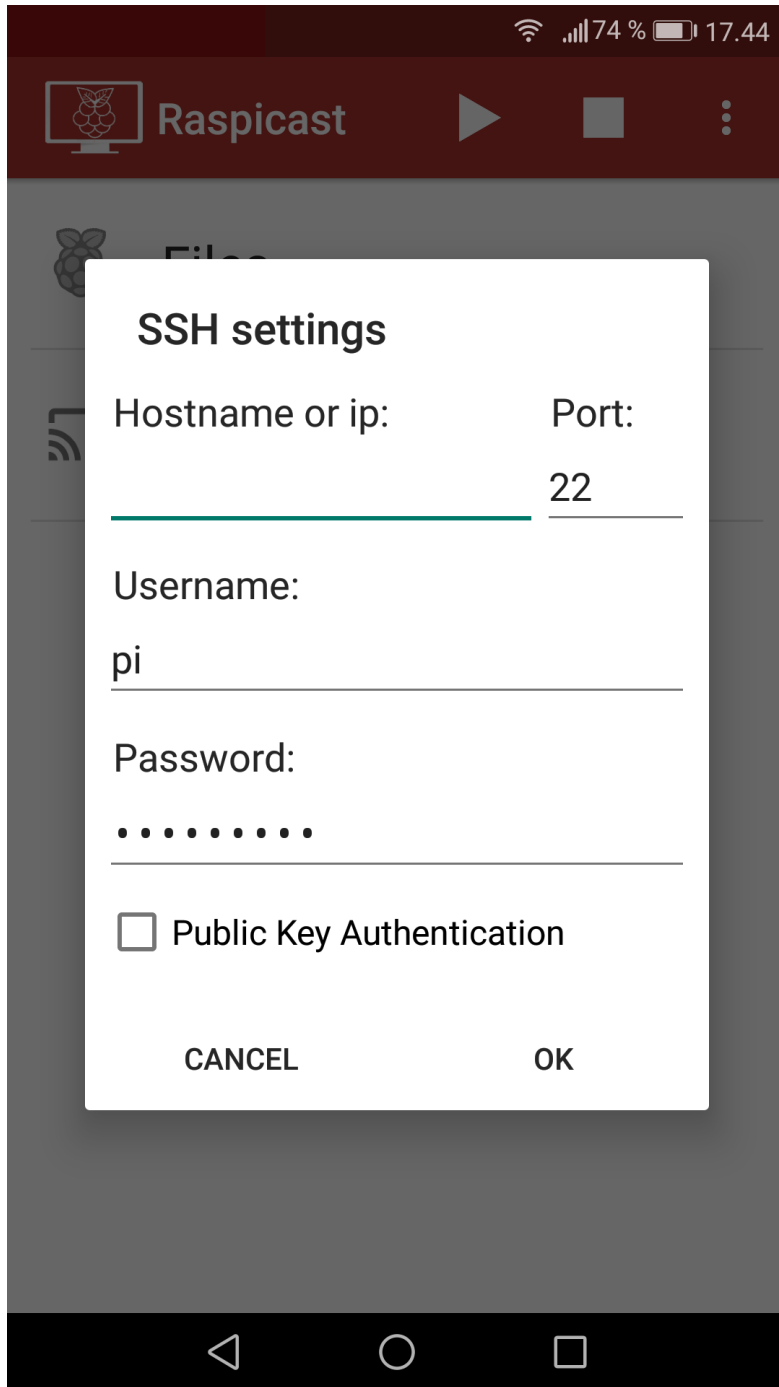 74 % 17.44
Raspicast
Files
SSH settings
Hostname or ip: Port:
22
Username:
pi
Password:
•••••••••
Public Key Authentication
CANCEL OK